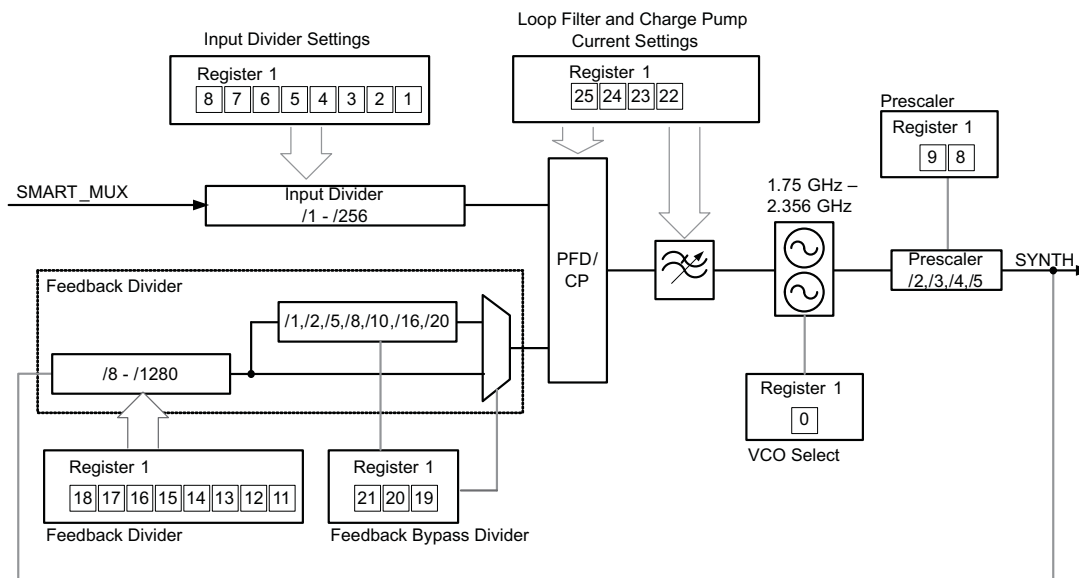 Input Divider Settings
Register 1
8 7 6 5 4 3 2 1
Loop Filter and Charge Pump
Current Settings
Register 1
25 24 23 22
Prescaler
Register 1
9 8
SMART_MUX
Input Divider
/1 - /256
1.75 GHz –
2.356 GHz
PFD/
CP
Prescaler
/2,/3,/4,/5
SYNTH
Feedback Divider
/1,/2,/5,/8,/10,/16,/20
/8 - /1280
Register 1
0
VCO Select
Register 1
18 17 16 15 14 13 12 11
Feedback Divider
Register 1
21 20 19
Feedback Bypass Divider